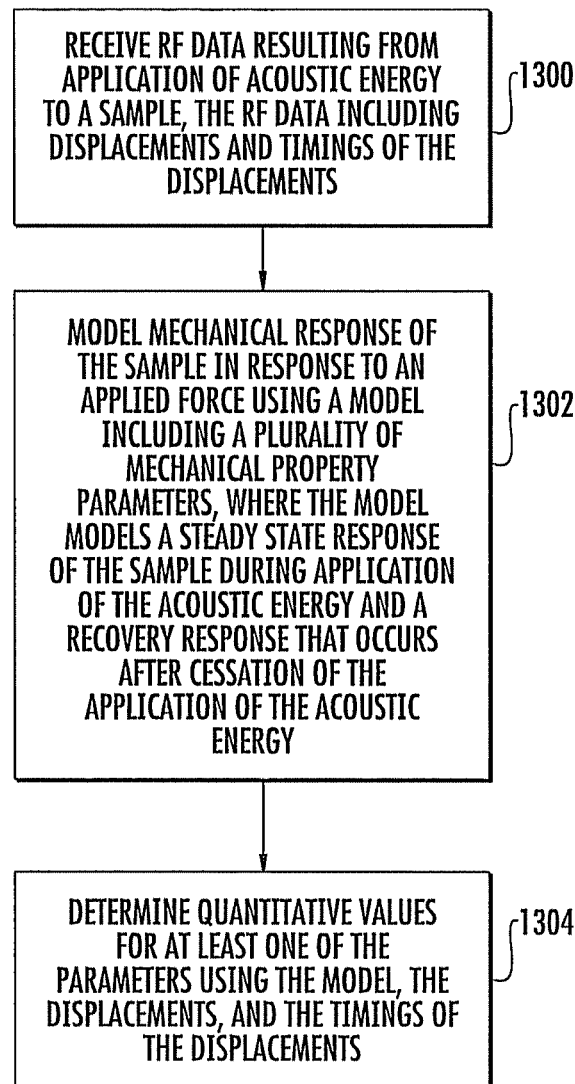 RECEIVE RF DATA RESULTING FROM
APPLICATION OF ACOUSTIC ENERGY
TO A SAMPLE, THE RF DATA INCLUDING
DISPLACEMENTS AND TIMINGS OF THE
DISPLACEMENTS
1300
MODEL MECHANICAL RESPONSE OF
THE SAMPLE IN RESPONSE TO AN
APPLIED FORCE USING A MODEL
INCLUDING A PLURALITY OF
MECHANICAL PROPERTY
PARAMETERS, WHERE THE MODEL
MODELS A STEADY STATE RESPONSE
OF THE SAMPLE DURING APPLICATION
OF THE ACOUSTIC ENERGY AND A
RECOVERY RESPONSE THAT OCCURS
AFTER CESSATION OF THE
APPLICATION OF THE ACOUSTIC
ENERGY
1302
DETERMINE QUANTITATIVE VALUES
FOR AT LEAST ONE OF THE
PARAMETERS USING THE MODEL, THE
DISPLACEMENTS, AND THE TIMINGS OF
THE DISPLACEMENTS
1304